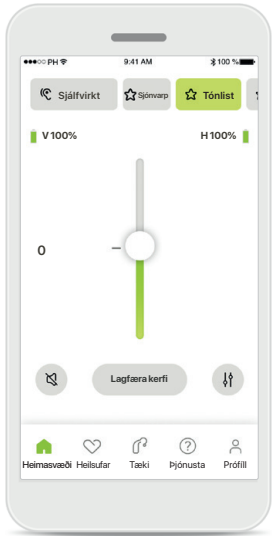 PH 9:41 AM 100 %
Sjálfvirkt Sjónvarp Tónlist
V 100% H 100%
0
Lagfæra kerfi
Heimasvæði Heilsufar Tæki Þjónusta Prófíll